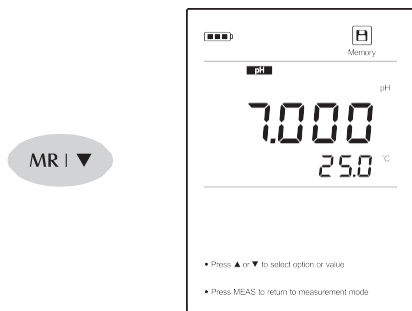 Memory
pH
pH
7.000
25.0 °C
MR | ▼
• Press ▲ or ▼ to select option or value
• Press MEAS to return to measurement mode